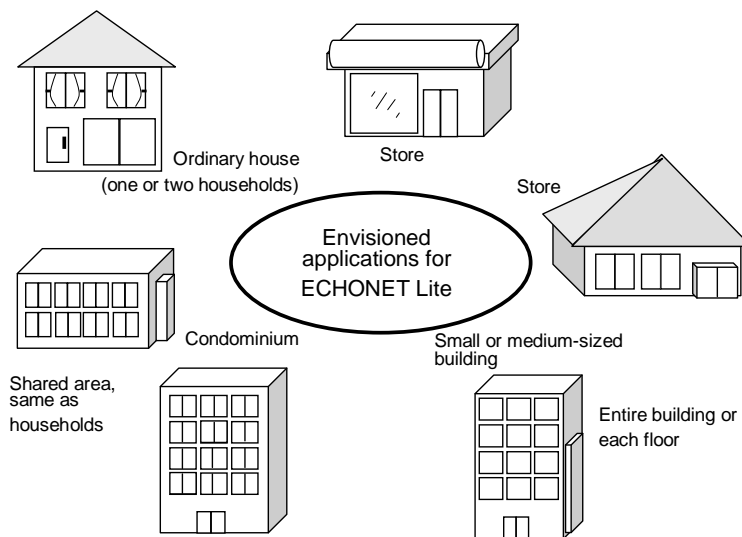 Ordinary house
(one or two households)
Store
Store
Envisioned
applications for
ECHONET Lite
Condominium
Shared area,
same as
households
Small or medium-sized
building
Entire building or
each floor